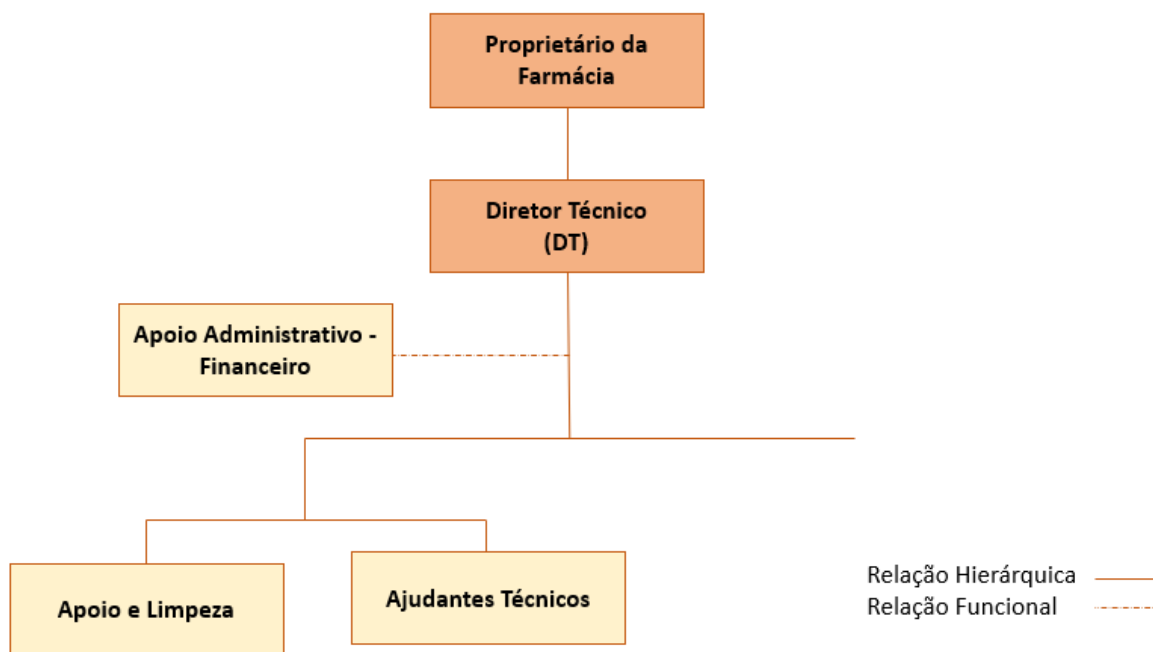 Proprietário da
Farmácia
Diretor Técnico
(DT)
Apoio Administrativo -
Financeiro
Apoio e Limpeza
Ajudantes Técnicos
Relação Hierárquica
Relação Funcional